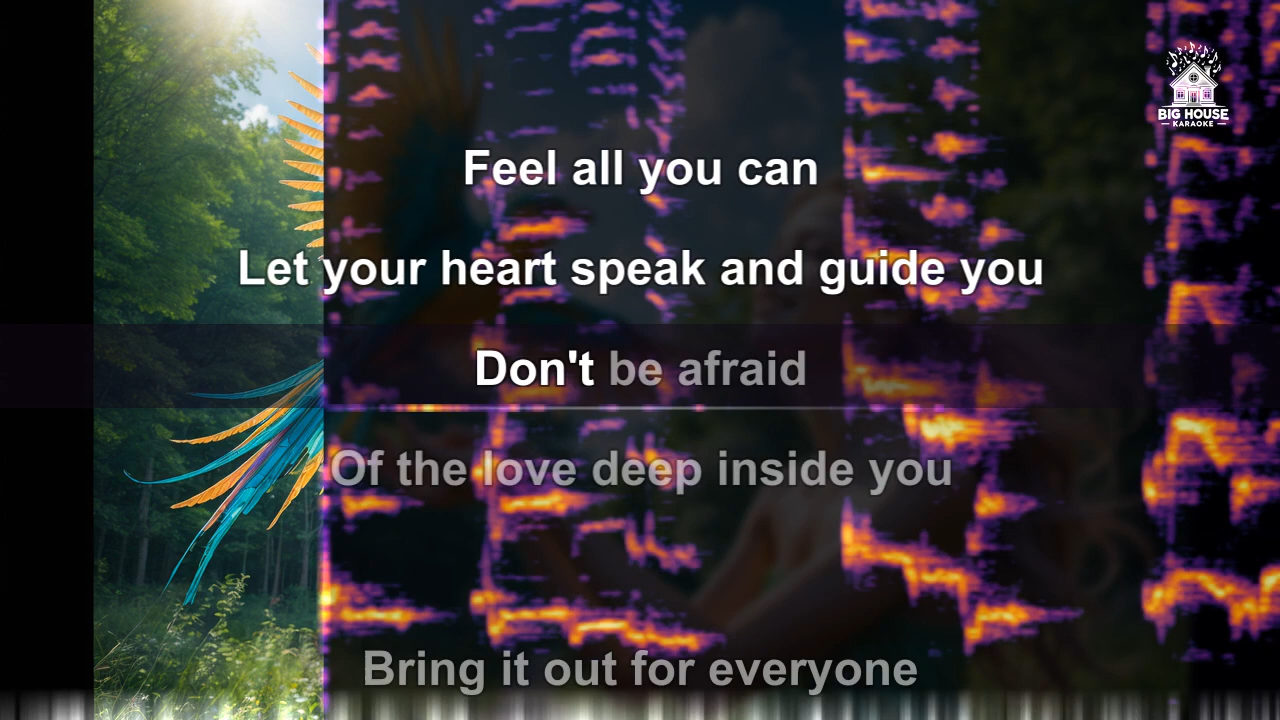 BIG HOUSE
KARAOKE
Feel all you can
Let your heart speak and guide you
Don't be afraid
Of the love deep inside you
Bring it out for everyone